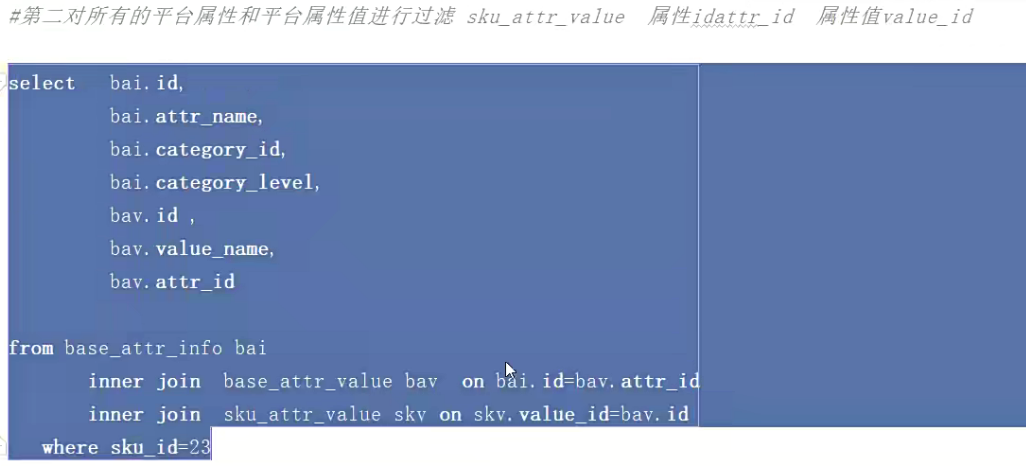 #第二对所有的平台属性和平台属性值进行过滤 sku_attr_value 属性idattr_id 属性值value_id
select bai.id,
bai.attr_name,
bai.category_id,
bai.category_level,
bav.id ,
bav.value_name,
bav.attr_id
from base_attr_info bai
inner join base_attr_value bav on bai.id=bav.attr_id
inner join sku_attr_value skv on skv.value_id=bav.id
where sku_id=23